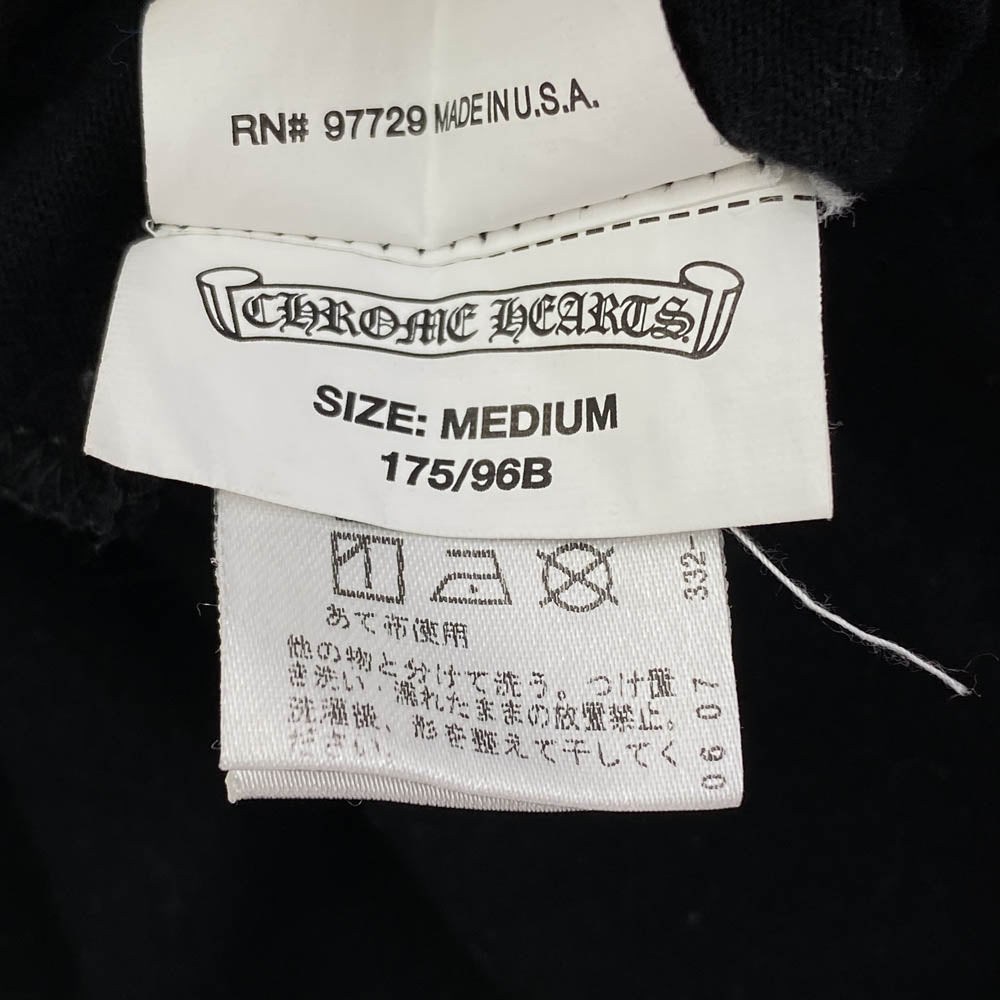 RN# 97729 MADE IN U.S.A.
CHROME HEARTS
SIZE: MEDIUM
175/96B
あて布使用
他の物と分けて洗う。つけ置
き洗い・濡れたままの放置禁止。
洗濯後、形を整えて干してく
ださい。
332-
06 07